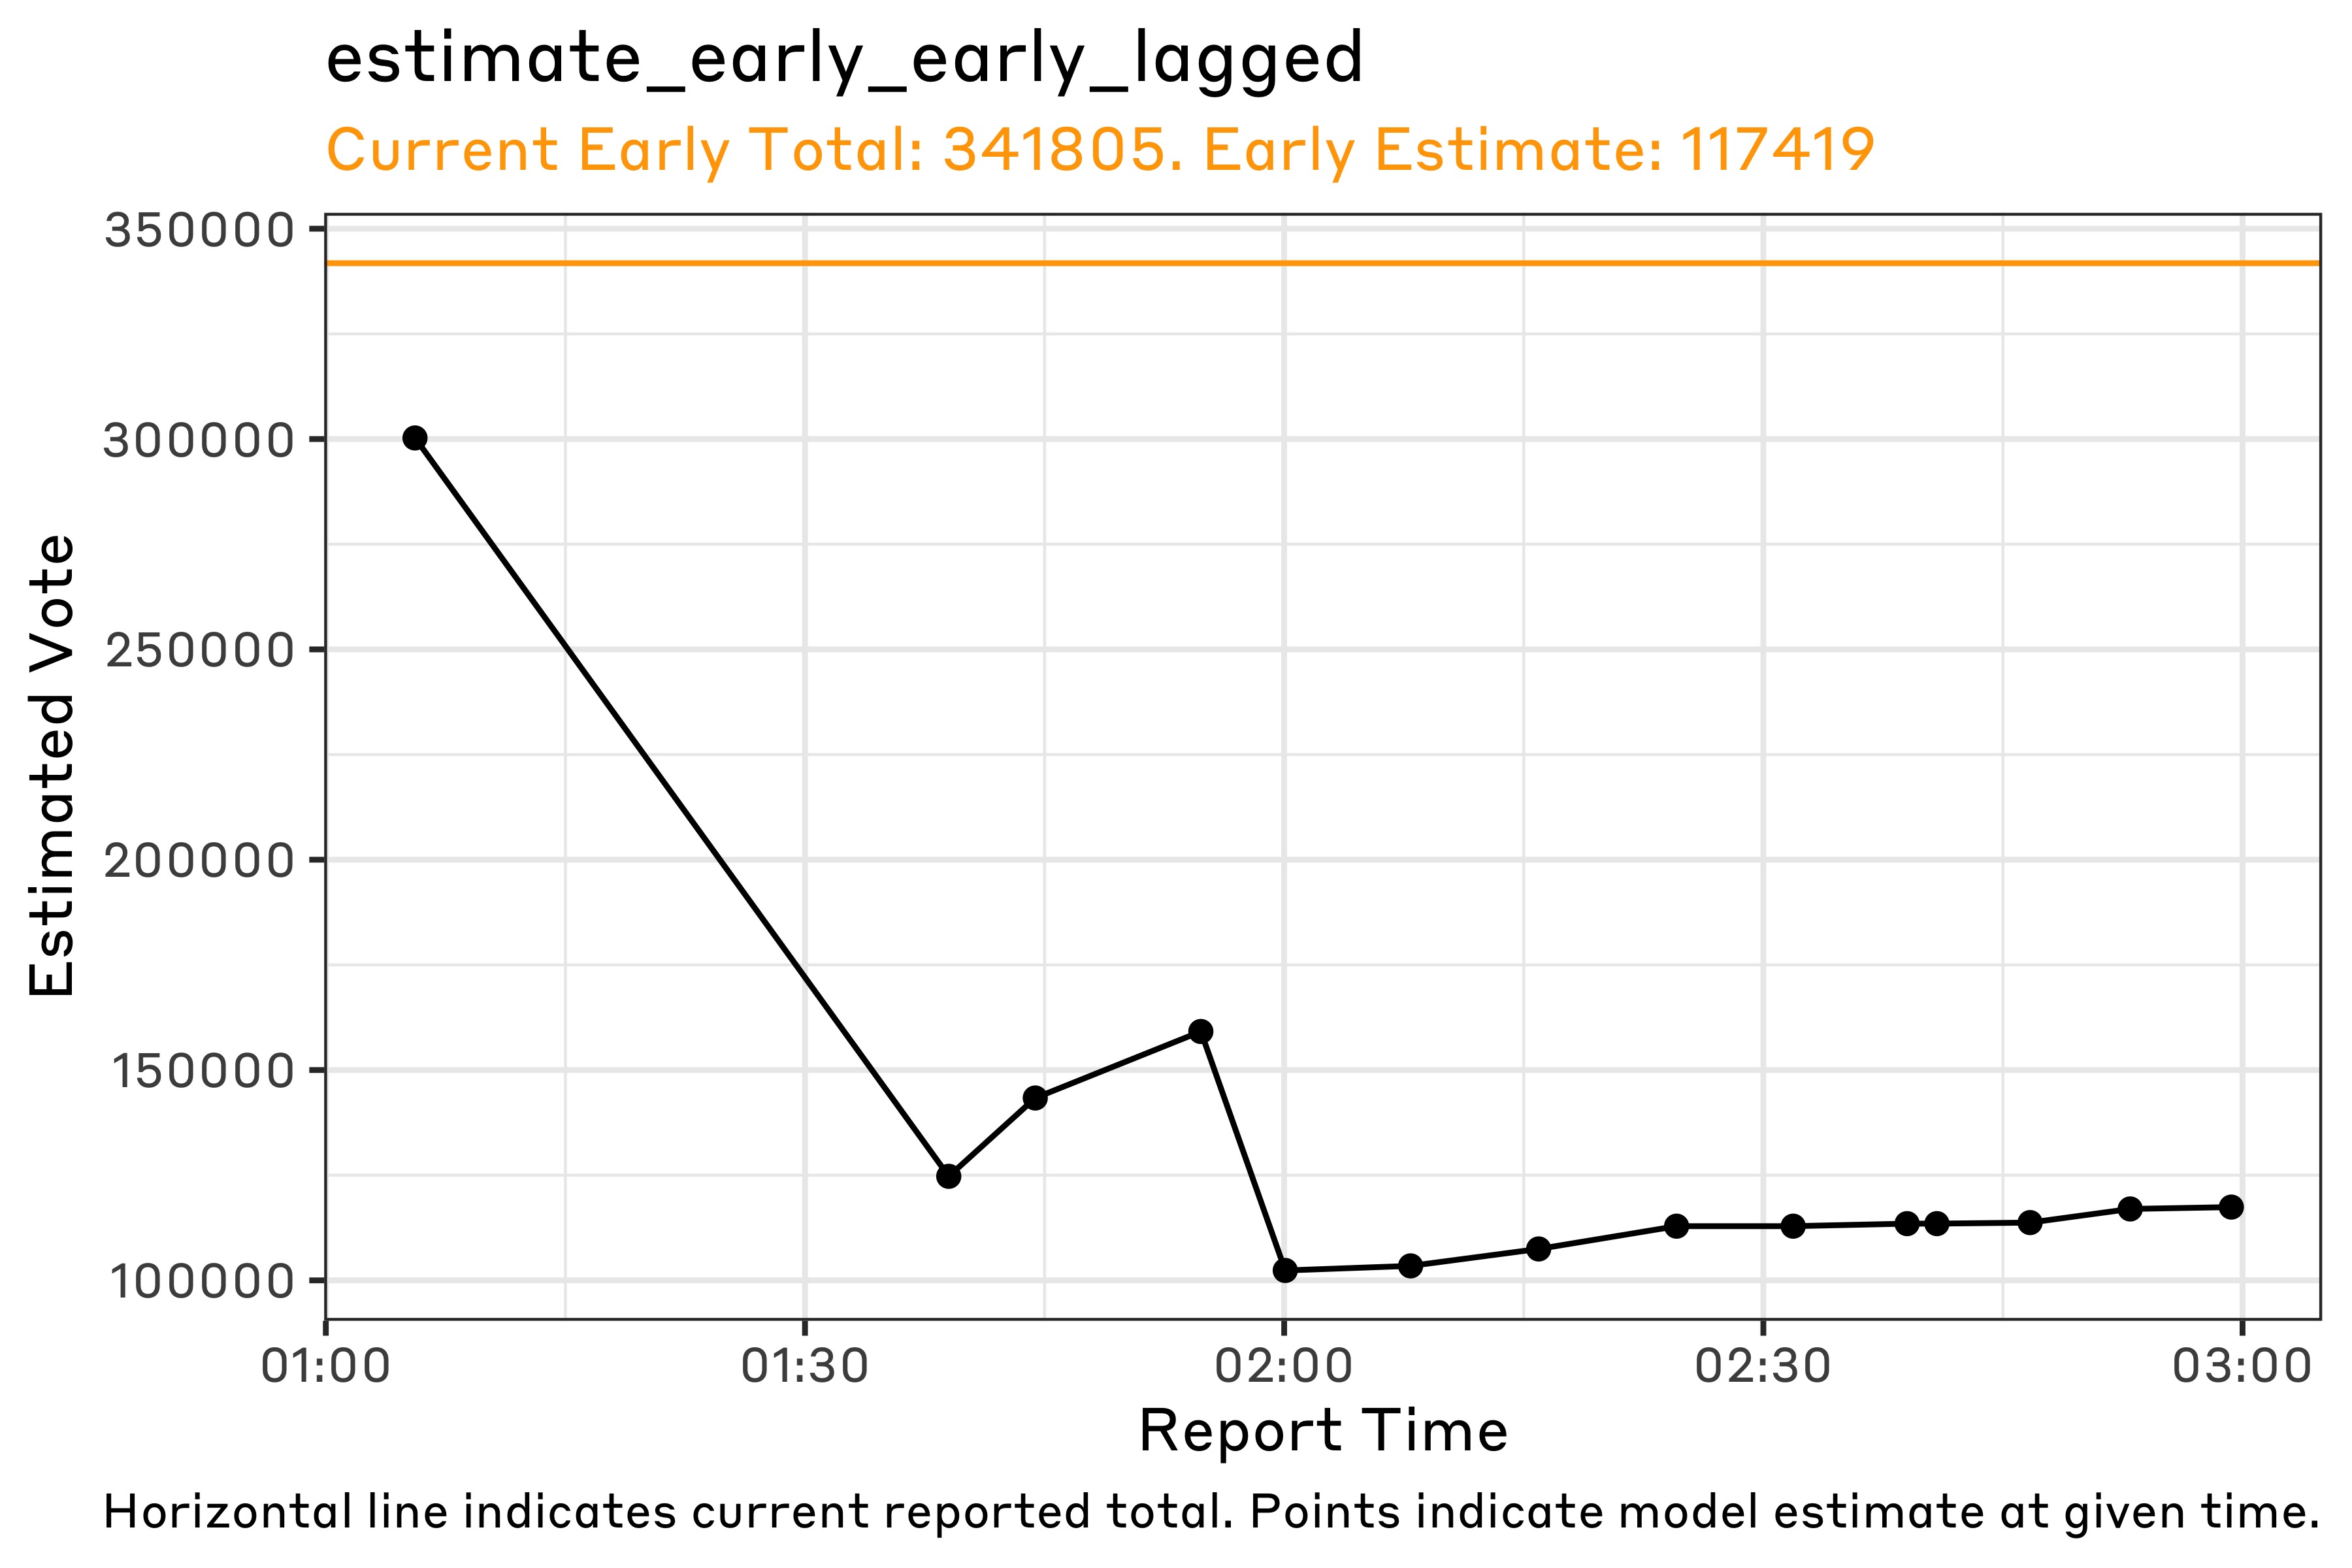 estimate_early_early_lagged
Current Early Total: 341805. Early Estimate: 117419
350000
300000
250000
200000
150000
100000
Estimated Vote
01:00 01:30 02:00 02:30 03:00
Report Time
Horizontal line indicates current reported total. Points indicate model estimate at given time.